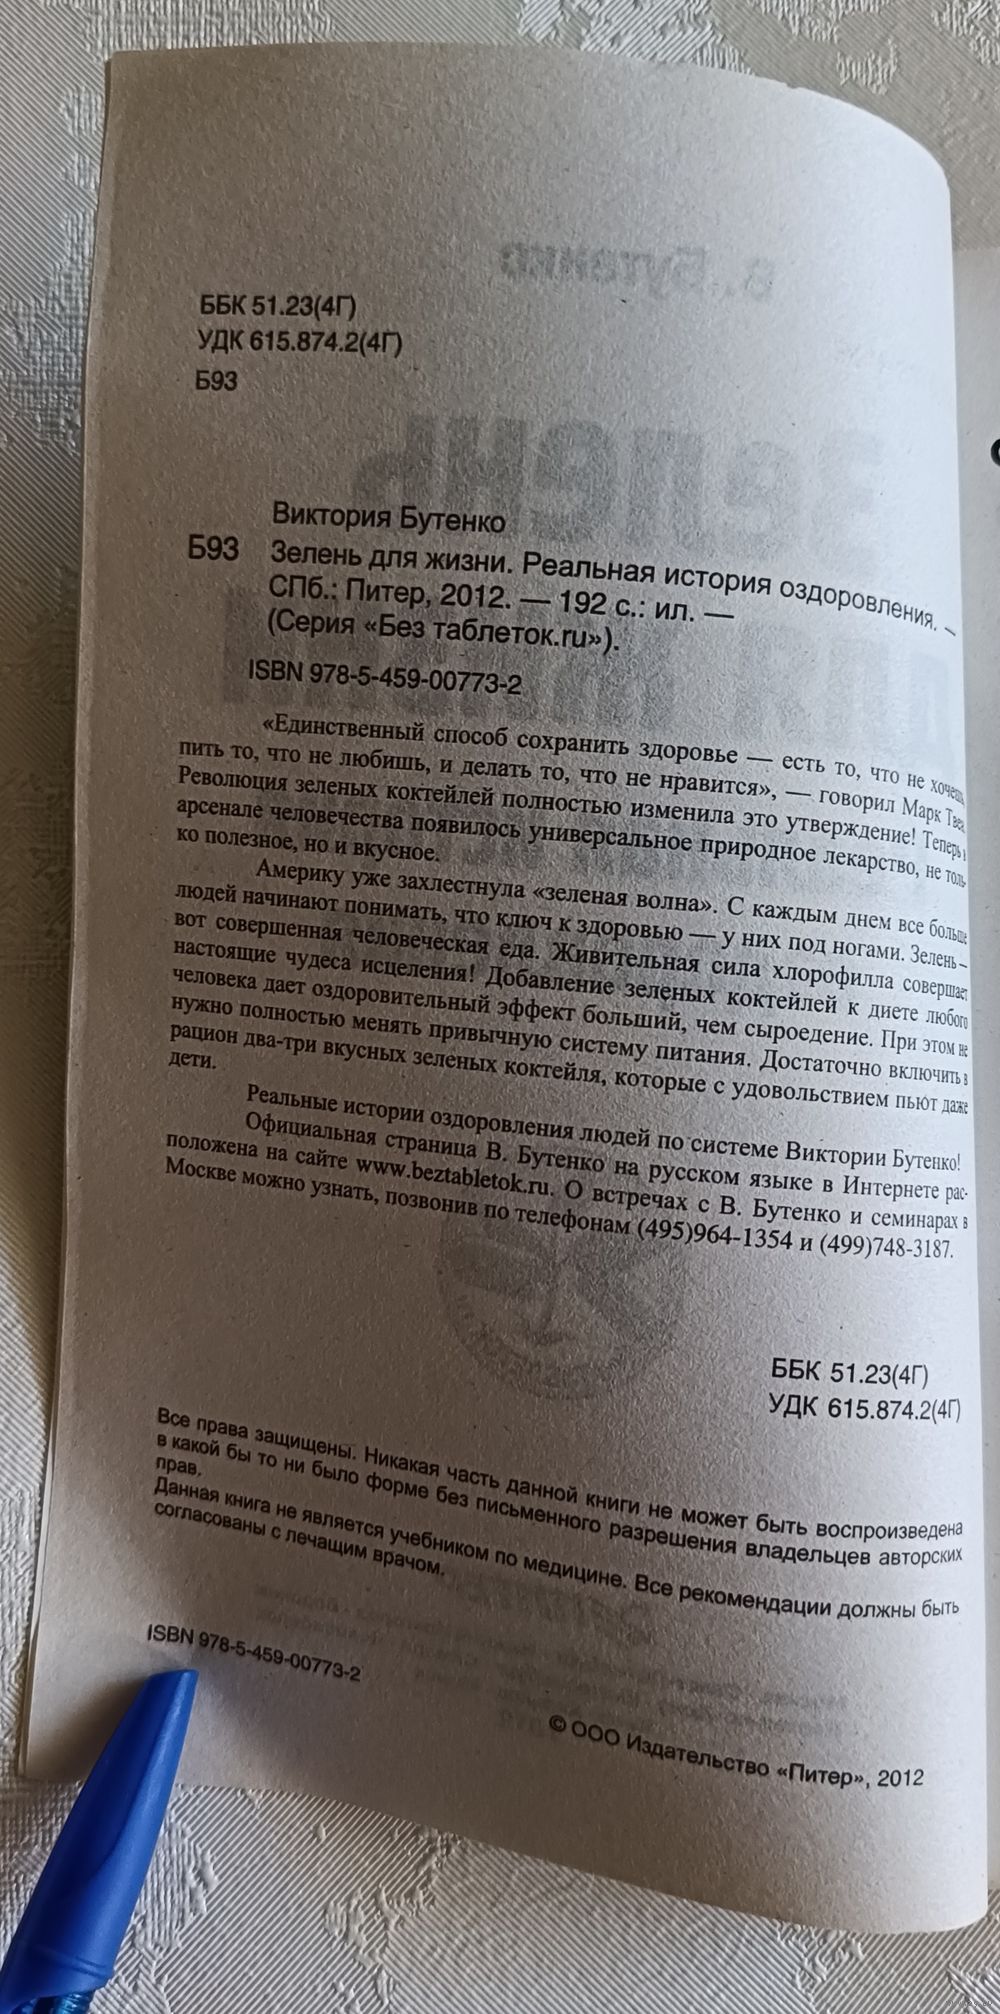 В. Бутенко
ББК 51.23(4Г)
УДК 615.874.2(4Г)
Б93
Зелень
Виктория Бутенко
Б93 Зелень для жизни. Реальная история оздоровления. –
СПб.: Питер, 2012. — 192 с.: ил. —
(Серия «Без таблеток.ru»).
ISBN 978-5-459-00773-2
«Единственный способ сохранить здоровье — есть то, что не хочешь,
пить то, что не любишь, и делать то, что не нравится», — говорил Марк Твен.
Революция зеленых коктейлей полностью изменила это утверждение! Теперь в
арсенале человечества появилось универсальное природное лекарство, не толь-
ко полезное, но и вкусное.
Америку уже захлестнула «зеленая волна». С каждым днем все больше
людей начинают понимать, что ключ к здоровью — у них под ногами. Зелень –
вот совершенная человеческая еда. Живительная сила хлорофилла совершает
настоящие чудеса исцеления! Добавление зеленых коктейлей к диете любого
человека дает оздоровительный эффект больший, чем сыроедение. При этом не
нужно полностью менять привычную систему питания. Достаточно включить в
рацион два-три вкусных зеленых коктейля, которые с удовольствием пьют даже
дети.
Реальные истории оздоровления людей по системе Виктории Бутенко!
Официальная страница В. Бутенко на русском языке в Интернете рас-
положена на сайте www.beztabletok.ru. О встречах с В. Бутенко и семинарах в
Москве можно узнать, позвонив по телефонам (495)964-1354 и (499)748-3187.
ББК 51.23(4Г)
УДК 615.874.2(4Г)
Все права защищены. Никакая часть данной книги не может быть воспроизведена
в какой бы то ни было форме без письменного разрешения владельцев авторских
прав.
Данная книга не является учебником по медицине. Все рекомендации должны быть
согласованы с лечащим врачом.
ISBN 978-5-459-00773-2
© ООО Издательство «Питер», 2012